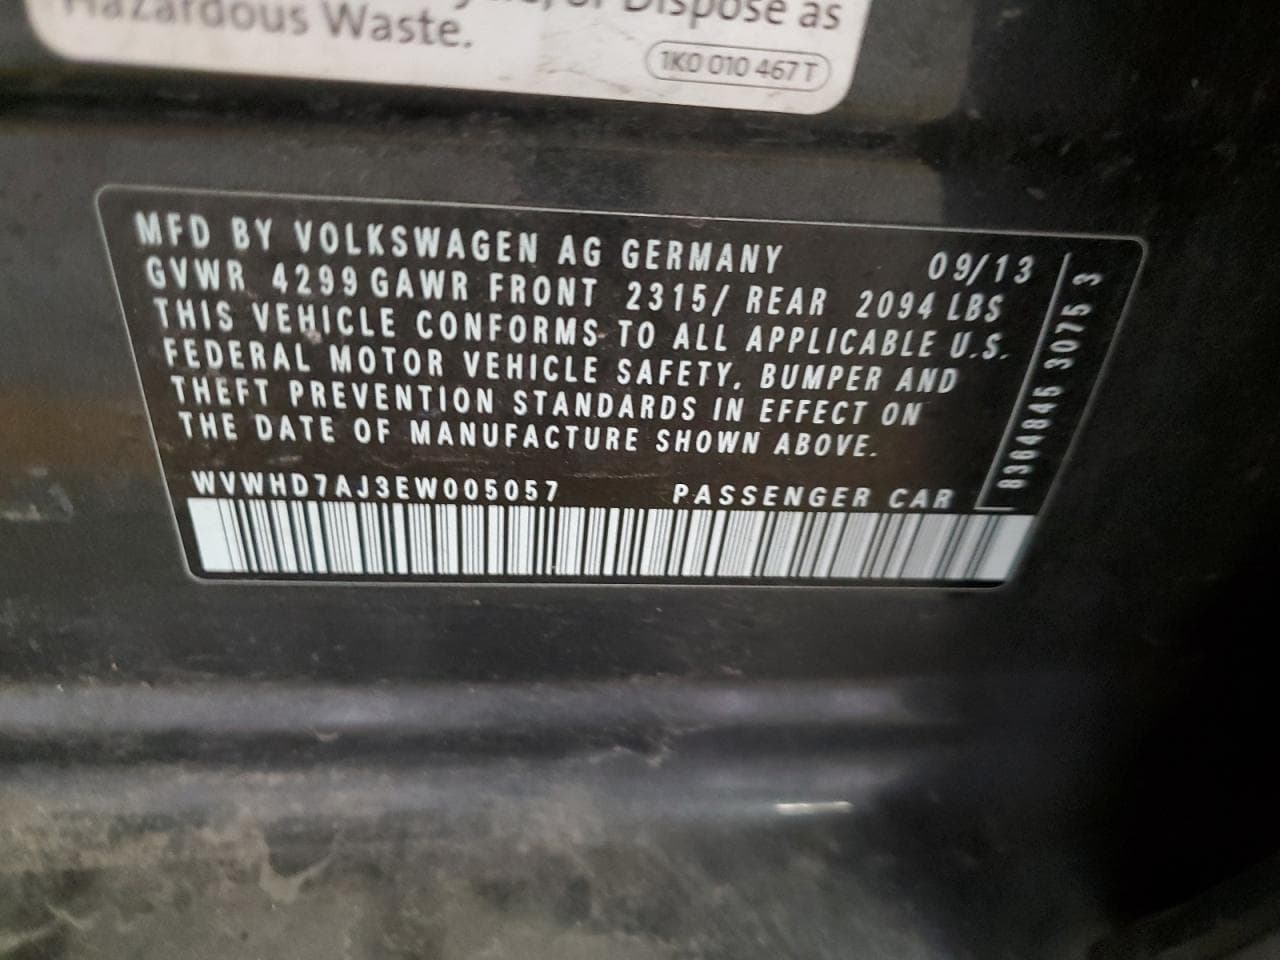 or Dispose as
Hazardous Waste.
1K0 010 467 T
MFD BY VOLKSWAGEN AG GERMANY 09/13
GVWR 4299 GAWR FRONT 2315/ REAR 2094 LBS
THIS VEHICLE CONFORMS TO ALL APPLICABLE U.S.
FEDERAL MOTOR VEHICLE SAFETY, BUMPER AND
THEFT PREVENTION STANDARDS IN EFFECT ON
THE DATE OF MANUFACTURE SHOWN ABOVE.
WVWHD7AJ3EW005057 PASSENGER CAR
8364845 3075 3